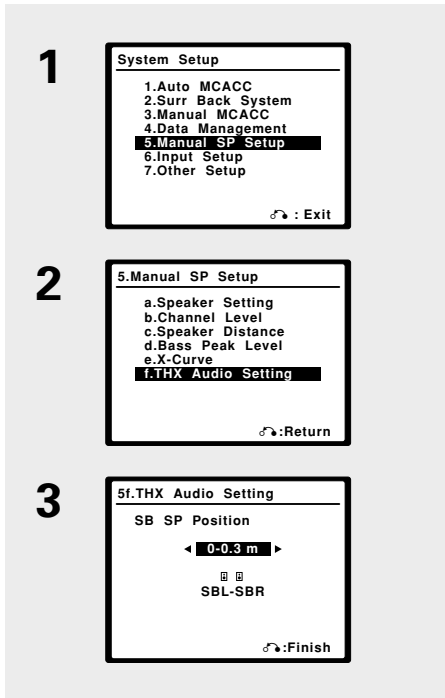 1
System Setup
1.Auto MCACC
2.Surr Back System
3.Manual MCACC
4.Data Management
5.Manual SP Setup
6.Input Setup
7.Other Setup
: Exit
2
5.Manual SP Setup
a.Speaker Setting
b.Channel Level
c.Speaker Distance
d.Bass Peak Level
e.X-Curve
f.THX Audio Setting
:Return
3
5f.THX Audio Setting
SB SP Position
0-0.3 m
SBL-SBR
:Finish